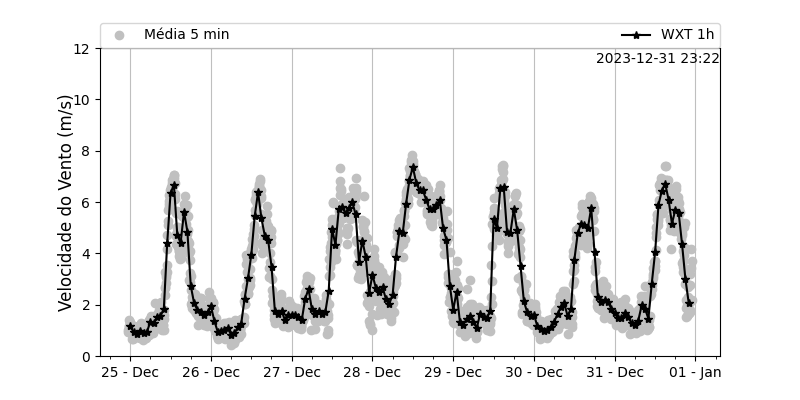 Média 5 min
WXT 1h
2023-12-31 23:22
Velocidade do Vento (m/s)
12
10
8
6
4
2
0
25 - Dec
26 - Dec
27 - Dec
28 - Dec
29 - Dec
30 - Dec
31 - Dec
01 - Jan